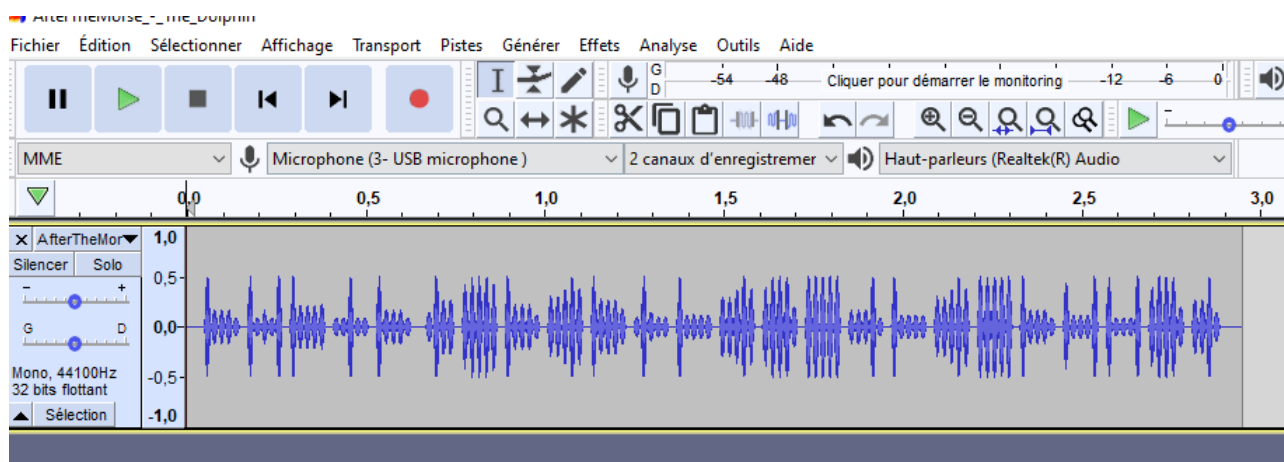 AfterTheMorse_-_The_Dolphin
Fichier Édition Sélectionner Affichage Transport Pistes Générer Effets Analyse Outils Aide
G D -54 -48 Cliquer pour démarrer le monitoring -12 -6 0
MME Microphone (3- USB microphone ) 2 canaux d'enregistremer Haut-parleurs (Realtek(R) Audio
0,0 0,5 1,0 1,5 2,0 2,5 3,0
AfterTheMor 1,0
Silencer Solo
- + 0,5
G D 0,0
Mono, 44100Hz -0,5
32 bits flottant
Sélection -1,0